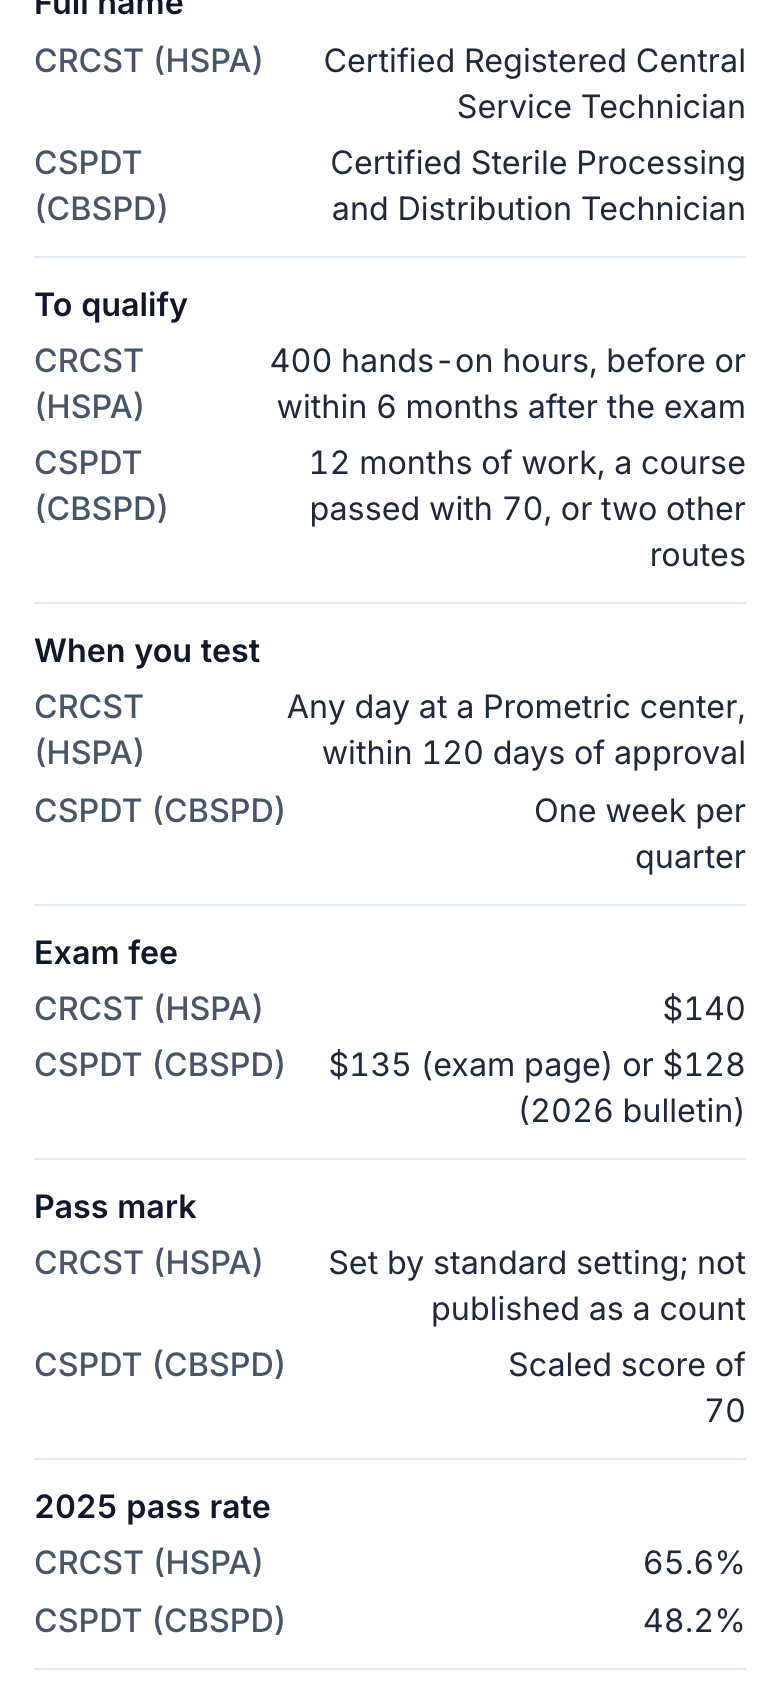 Full name
CRCST (HSPA)
Certified Registered Central
Service Technician
CSPDT
(CBSPD)
Certified Sterile Processing
and Distribution Technician
To qualify
CRCST
(HSPA)
400 hands-on hours, before or
within 6 months after the exam
CSPDT
(CBSPD)
12 months of work, a course
passed with 70, or two other
routes
When you test
CRCST
(HSPA)
Any day at a Prometric center,
within 120 days of approval
CSPDT (CBSPD)
One week per
quarter
Exam fee
CRCST (HSPA)
$140
CSPDT (CBSPD)
$135 (exam page) or $128
(2026 bulletin)
Pass mark
CRCST (HSPA)
Set by standard setting; not
published as a count
CSPDT (CBSPD)
Scaled score of
70
2025 pass rate
CRCST (HSPA)
65.6%
CSPDT (CBSPD)
48.2%